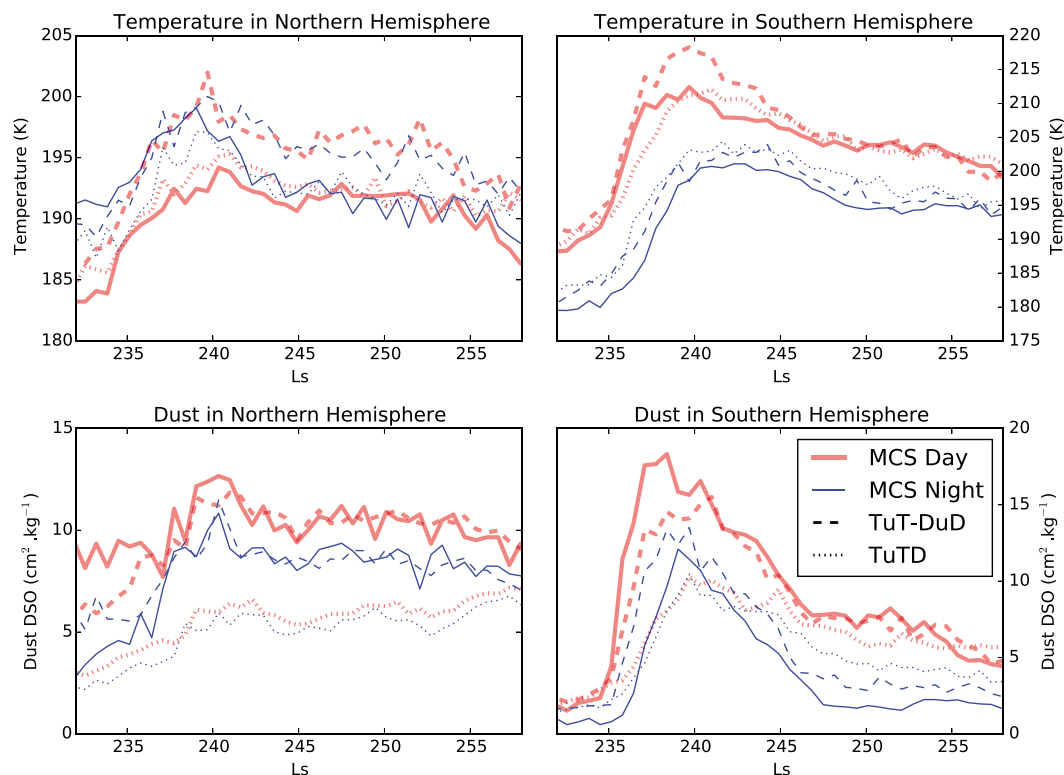 Temperature in Northern Hemisphere
Temperature (K)
205
200
195
190
185
180
235
240
245
250
255
Ls
Temperature in Southern Hemisphere
220
215
210
205
200
195
190
185
180
175
Temperature (K)
235
240
245
250
255
Ls
Dust in Northern Hemisphere
Dust DSO (cm² .kg⁻¹)
15
10
5
0
235
240
245
250
255
Ls
Dust in Southern Hemisphere
MCS Day
MCS Night
TuT-DuD
TuTD
20
15
10
5
0
Dust DSO (cm² .kg⁻¹)
235
240
245
250
255
Ls